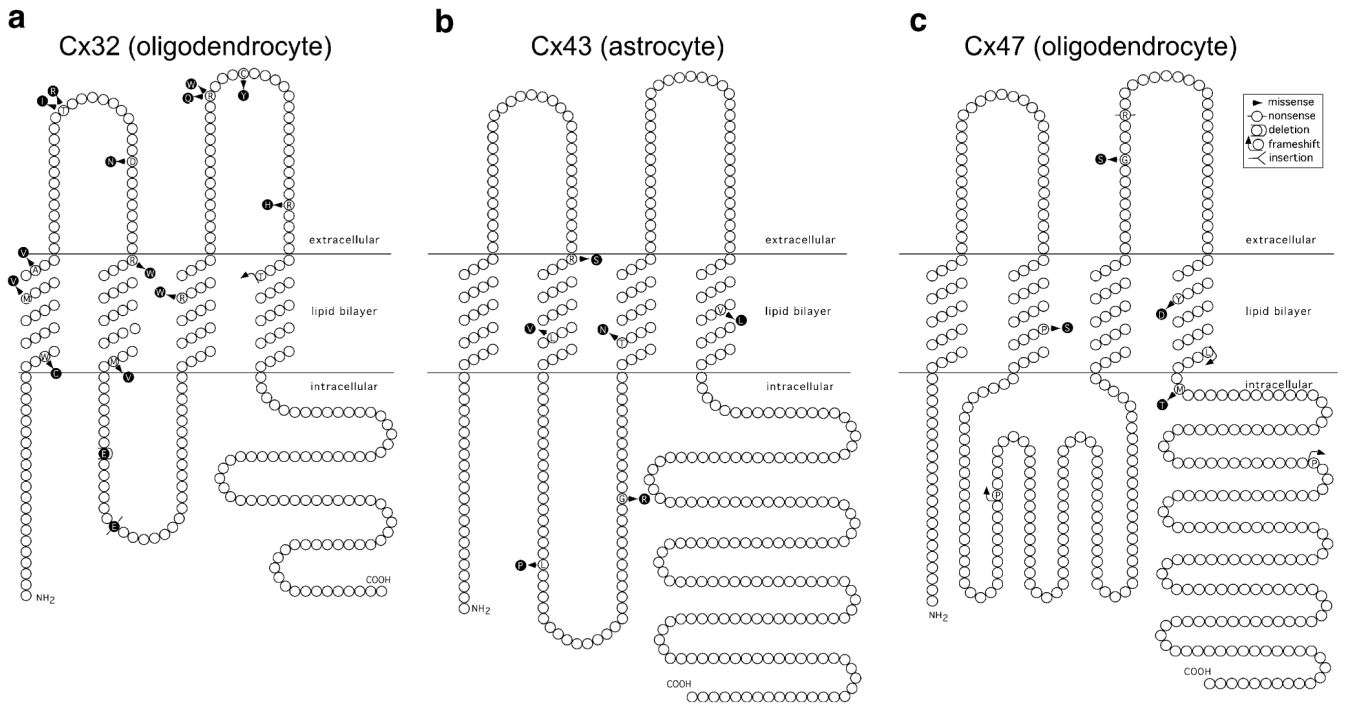 a
Cx32 (oligodendrocyte)
R
I
T
W
Q
R
C
Y
N
D
H
R
extracellular
V
A
V
M
R
W
W
R
T
lipid bilayer
W
C
M
V
intracellular
E
E
COOH
NH2
b
Cx43 (astrocyte)
extracellular
R
S
V
L
N
T
V
L
lipid bilayer
intracellular
G
R
P
L
NH2
COOH
c
Cx47 (oligodendrocyte)
missense
nonsense
deletion
frameshift
insertion
R
S
G
extracellular
Y
D
lipid bilayer
P
S
L
intracellular
M
T
P
P
NH2
COOH